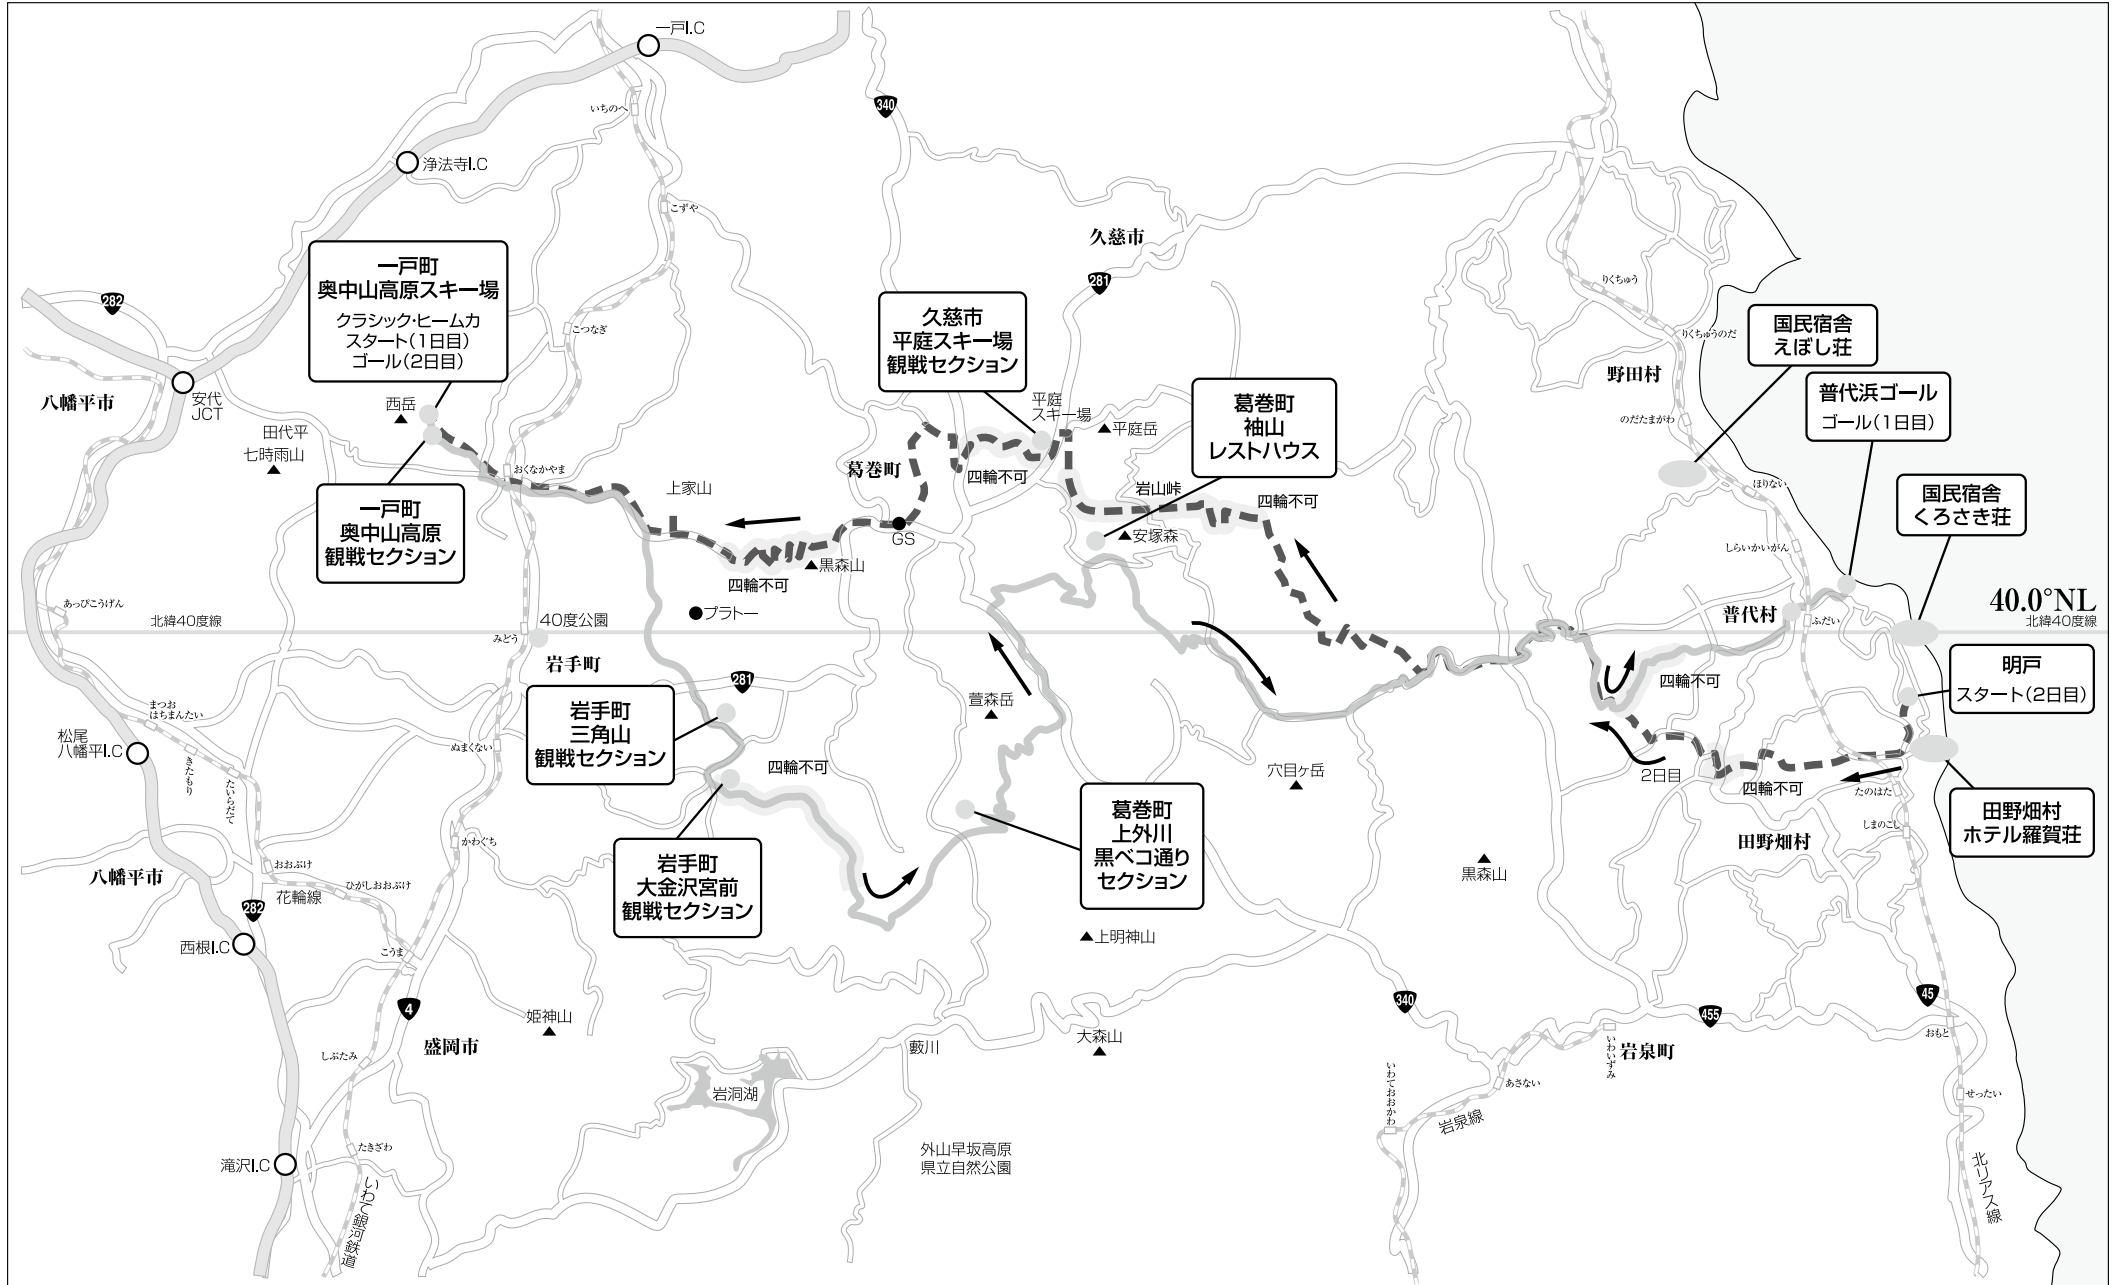 一戸I.C
340
いちのへ
浄法寺I.C
こずや
久慈市
281
282
一戸町
奥中山高原スキー場
クラシック・ヒームカ
スタート(1日目)
ゴール(2日目)
こつなぎ
久慈市
平庭スキー場
観戦セクション
りくちゅう
りくちゅうのだ
国民宿舎
えぼし荘
野田村
普代浜ゴール
ゴール(1日目)
八幡平市
安代
JCT
西岳
田代平
七時雨山
平庭
スキー場
平庭岳
葛巻町
袖山
レストハウス
のだたまがわ
おくなかやま
葛巻町
四輪不可
上家山
岩山峠
四輪不可
ほりない
国民宿舎
くろさき荘
一戸町
奥中山高原
観戦セクション
GS
安塚森
しらいかいがん
黒森山
四輪不可
プラトー
あっぴこうげん
北緯40度線
40度公園
みどう
普代村
ふだい
40.0°NL
北緯40度線
岩手町
281
明戸
スタート(2日目)
四輪不可
岩手町
三角山
観戦セクション
萱森岳
まつお
はちまんたい
松尾
八幡平I.C
きたもり
たいらだて
ぬまくない
四輪不可
穴目ヶ岳
2日目
四輪不可
たのはた
葛巻町
上外川
黒ベコ通り
セクション
田野畑村
ホテル羅賀荘
しまのこし
田野畑村
かわぐち
岩手町
大金沢宮前
観戦セクション
黒森山
八幡平市
おおぶけ
花輪線
ひがしおおぶけ
282
西根I.C
こうま
上明神山
4
姫神山
340
455
45
盛岡市
しぶたみ
藪川
大森山
岩泉町
いわいずみ
おもと
岩洞湖
いわておおかわ
あさない
岩泉線
せったい
外山早坂高原
県立自然公園
滝沢I.C
たきざわ
いわて銀河鉄道
北リアス線